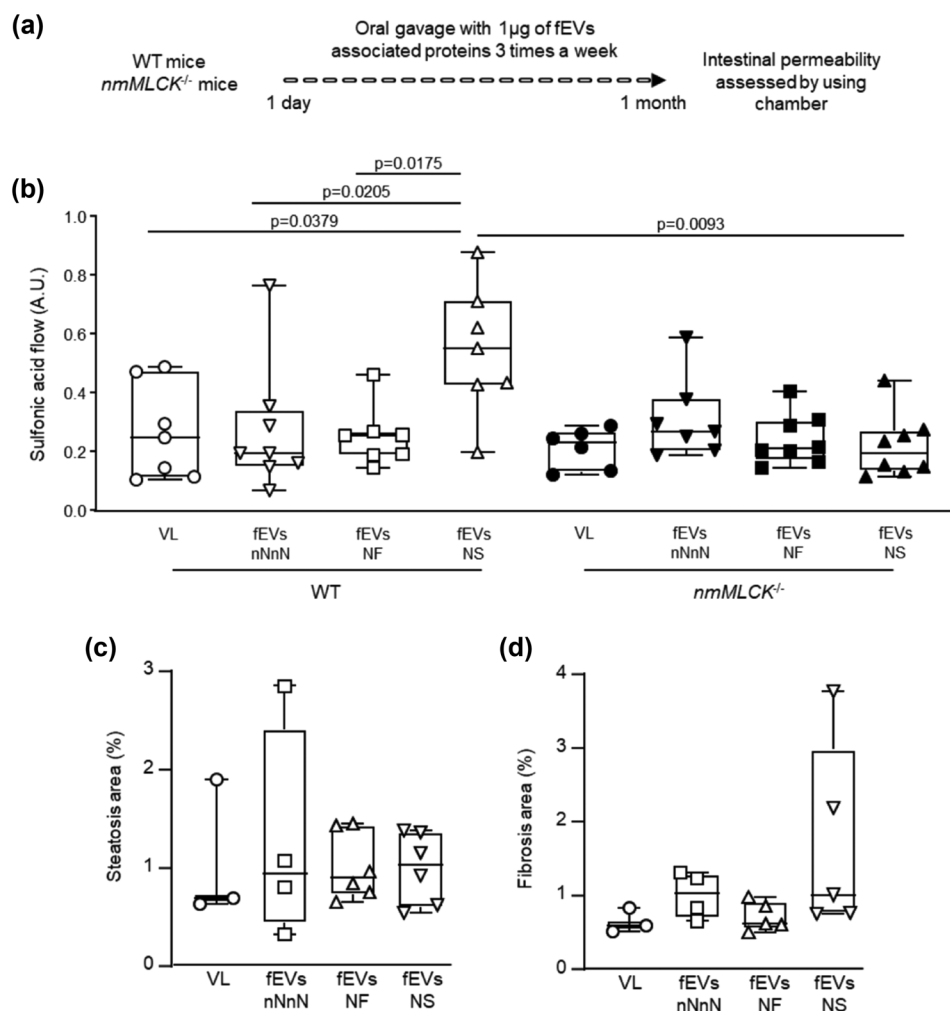 (a)
Oral gavage with 1µg of fEVs
associated proteins 3 times a week
WT mice
nmMLCK-/- mice
1 day
1 month
Intestinal permeability
assessed by using
chamber
(b)
p=0.0175
p=0.0205
p=0.0379
p=0.0093
Sulfonic acid flow (A.U.)
1.0
0.8
0.6
0.4
0.2
0.0
VL
fEVs
nNnN
fEVs
NF
fEVs
NS
VL
fEVs
nNnN
fEVs
NF
fEVs
NS
WT
nmMLCK-/-
(c)
Steatosis area (%)
3
2
1
0
VL
fEVs
nNnN
fEVs
NF
fEVs
NS
(d)
Fibrosis area (%)
4
3
2
1
0
VL
fEVs
nNnN
fEVs
NF
fEVs
NS